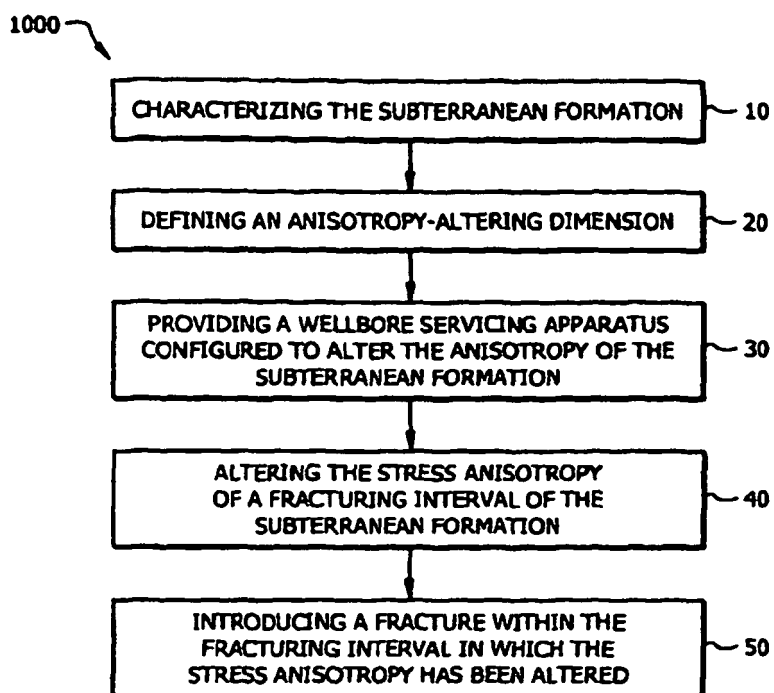 1000
CHARACTERIZING THE SUBTERRANEAN FORMATION
10
DEFINING AN ANISOTROPY-ALTERING DIMENSION
20
PROVIDING A WELLBORE SERVICING APPARATUS
CONFIGURED TO ALTER THE ANISOTROPY OF THE
SUBTERRANEAN FORMATION
30
ALTERING THE STRESS ANISOTROPY
OF A FRACTURING INTERVAL OF THE
SUBTERRANEAN FORMATION
40
INTRODUCING A FRACTURE WITHIN THE
FRACTURING INTERVAL IN WHICH THE
STRESS ANISOTROPY HAS BEEN ALTERED
50